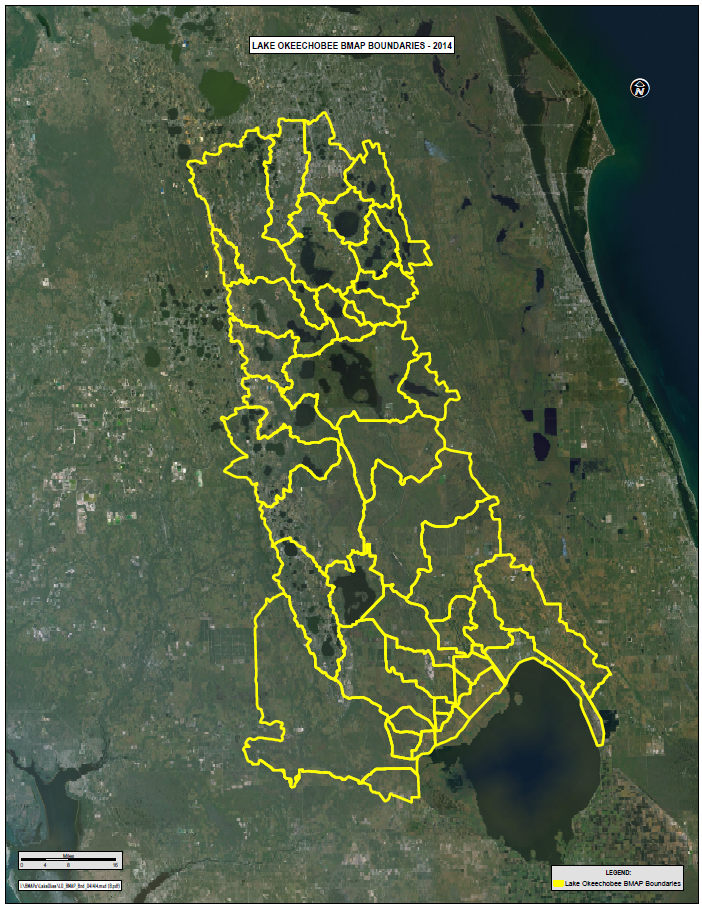 LAKE OKEECHOBEE BMAP BOUNDARIES - 2014
N
Miles
0 4 8 16
LEGEND:
Lake Okeechobee BMAP Boundaries